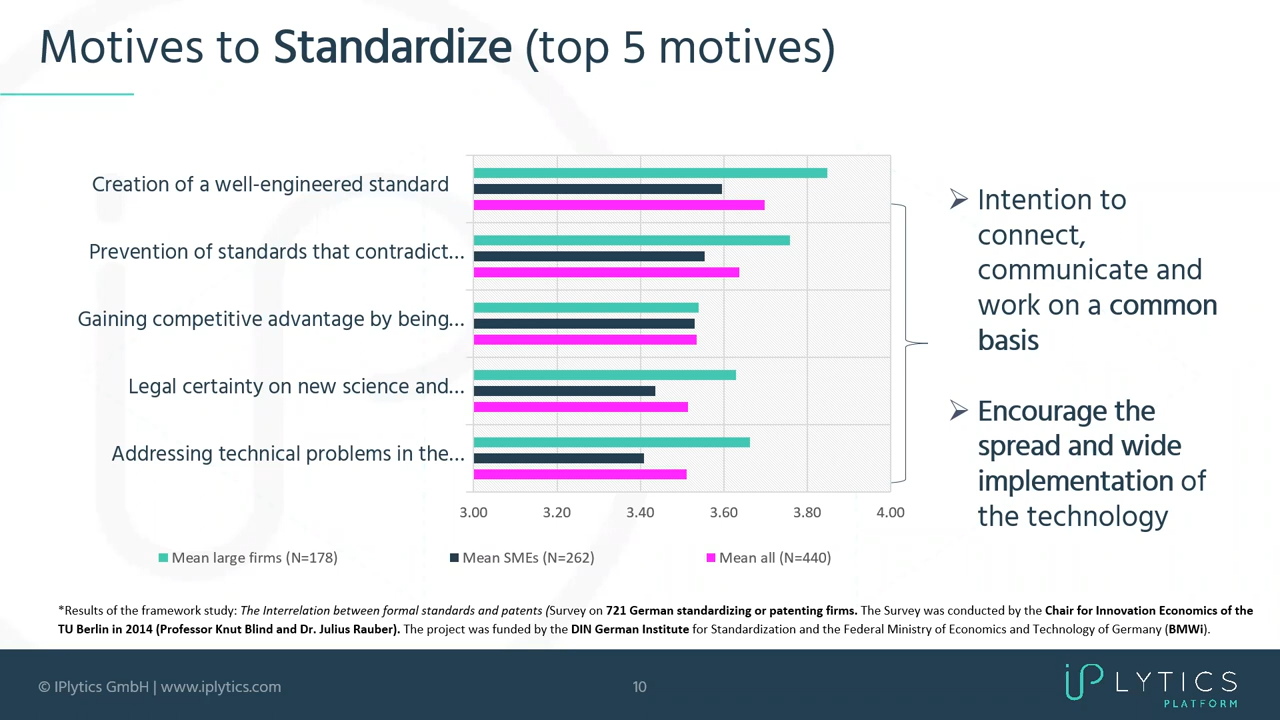 Motives to Standardize (top 5 motives)
Creation of a well-engineered standard
Prevention of standards that contradict...
Gaining competitive advantage by being...
Legal certainty on new science and...
Addressing technical problems in the...
3.00 3.20 3.40 3.60 3.80 4.00
Mean large firms (N=178) Mean SMEs (N=262) Mean all (N=440)
Intention to
connect,
communicate and
work on a common
basis
Encourage the
spread and wide
implementation of
the technology
*Results of the framework study: The Interrelation between formal standards and patents (Survey on 721 German standardizing or patenting firms. The Survey was conducted by the Chair for Innovation Economics of the
TU Berlin in 2014 (Professor Knut Blind and Dr. Julius Rauber). The project was funded by the DIN German Institute for Standardization and the Federal Ministry of Economics and Technology of Germany (BMWi).
© IPlytics GmbH | www.iplytics.com
10
iPLYTICS
PLATFORM